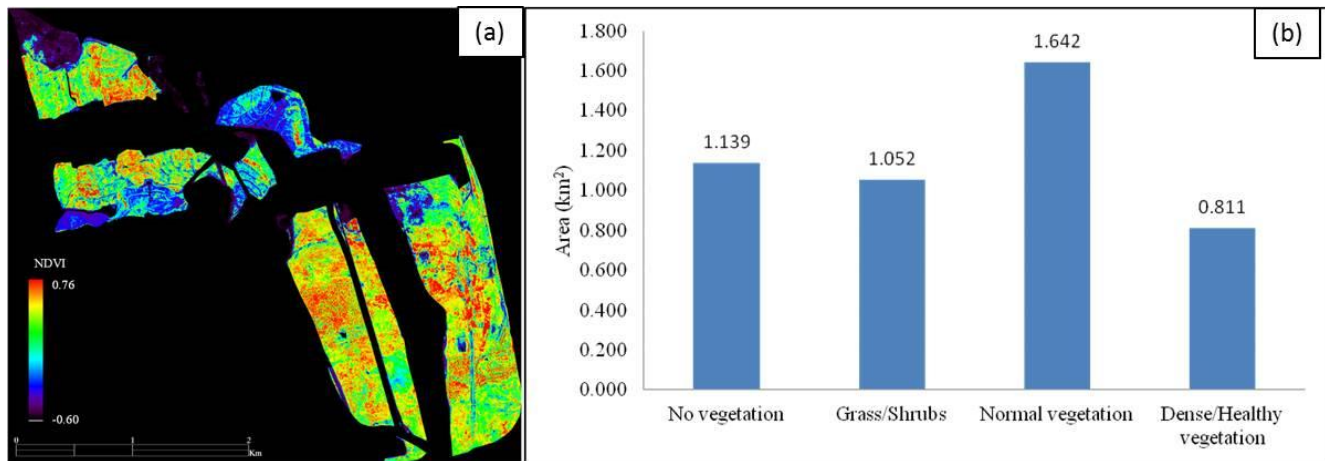 (a)
NDVI
0.76
-0.60
0 1 2
Km
(b)
Area (km²)
1.800
1.600
1.400
1.200
1.000
0.800
0.600
0.400
0.200
0.000
1.139
1.052
1.642
0.811
No vegetation
Grass/Shrubs
Normal vegetation
Dense/Healthy
vegetation